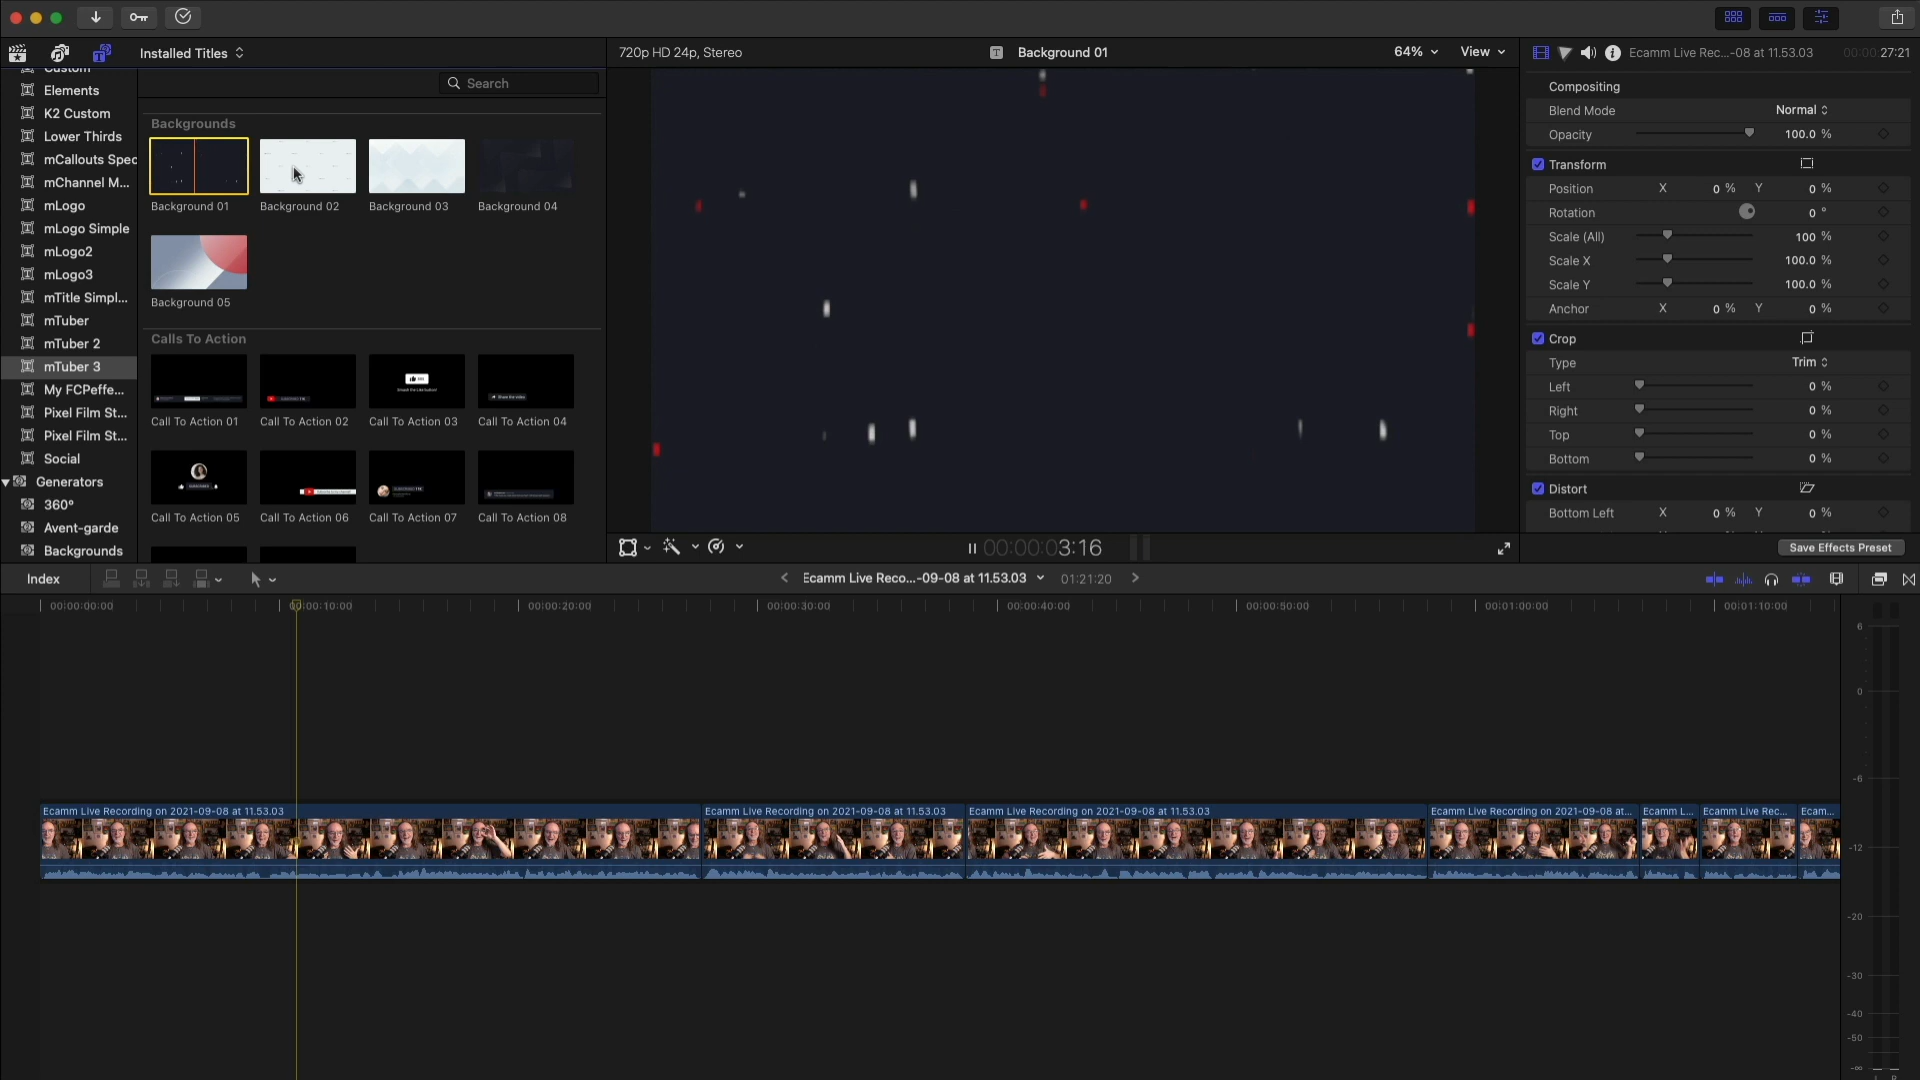 Installed Titles
720p HD 24p, Stereo
Background 01
64%
View
Ecamm Live Rec...-08 at 11.53.03
00:00:27:21
Custom
Elements
K2 Custom
Lower Thirds
mCallouts Spec
mChannel M...
mLogo
mLogo Simple
mLogo2
mLogo3
mTitle Simpl...
mTuber
mTuber 2
mTuber 3
My FCPeffe...
Pixel Film St...
Pixel Film St...
Social
Generators
360°
Avent-garde
Backgrounds
Search
Backgrounds
Background 01
Background 02
Background 03
Background 04
Background 05
Calls To Action
Call To Action 01
Call To Action 02
Call To Action 03
Call To Action 04
Call To Action 05
Call To Action 06
Call To Action 07
Call To Action 08
00:00:03:16
Compositing
Blend Mode Normal
Opacity 100.0 %
Transform
Position X 0 % Y 0 %
Rotation 0 °
Scale (All) 100 %
Scale X 100.0 %
Scale Y 100.0 %
Anchor X 0 % Y 0 %
Crop
Type Trim
Left 0 %
Right 0 %
Top 0 %
Bottom 0 %
Distort
Bottom Left X 0 % Y 0 %
Save Effects Preset
Index
Ecamm Live Reco...-09-08 at 11.53.03
01:21:20
00:00:00:00
00:00:10:00
00:00:20:00
00:00:30:00
00:00:40:00
00:00:50:00
00:01:00:00
00:01:10:00
Ecamm Live Recording on 2021-09-08 at 11.53.03
Ecamm Live Recording on 2021-09-08 at 11.53.03
Ecamm Live Recording on 2021-09-08 at 11.53.03
Ecamm Live Recording on 2021-09-08 at...
Ecamm L...
Ecamm Live Rec...
Ecam...
6
0
-6
-12
-20
-30
-40
-50
-∞